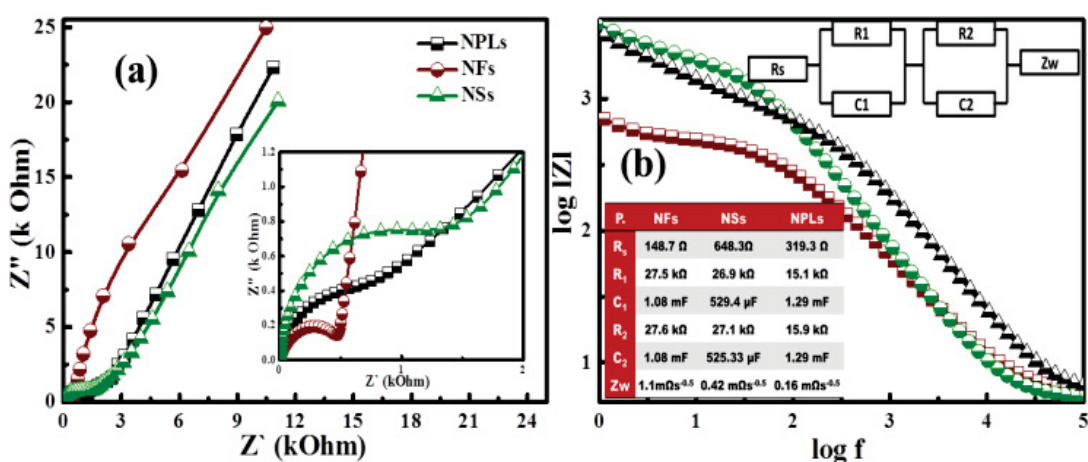 (a)
NPLs
NFs
NSs
Z'' (k Ohm)
25
20
15
10
5
0
0 3 6 9 12 15 18 21 24
Z` (kOhm)
Z'' (k Ohm)
1.2
1.0
0.8
0.6
0.4
0.2
0.0
0 1 2
Z` (kOhm)
(b)
log |Z|
3
2
1
0 1 2 3 4 5
log f
Rs
R1
C1
R2
C2
Zw
P. NFs NSs NPLs
Rs 148.7 Ω 648.3Ω 319.3 Ω
R1 27.5 kΩ 26.9 kΩ 15.1 kΩ
C1 1.08 mF 529.4 µF 1.29 mF
R2 27.6 kΩ 27.1 kΩ 15.9 kΩ
C2 1.08 mF 525.33 µF 1.29 mF
Zw 1.1mΩs-0.5 0.42 mΩs-0.5 0.16 mΩs-0.5